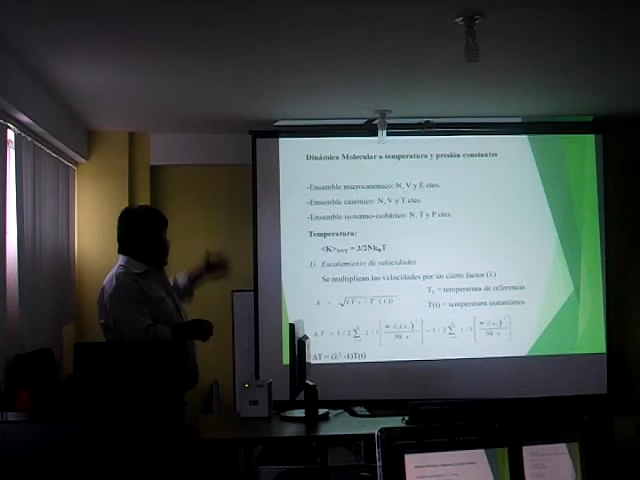 Dinámica Molecular a temperatura y presión constantes
-Ensamble microcanónico: N, V y E ctes.
-Ensamble canónico: N, V y T ctes.
-Ensamble isotermo-isobárico: N, T y P ctes.
Temperatura:
<K>NVT = 3/2NkBT
1) Escalamiento de velocidades
Se multiplican las velocidades por un cierto factor (λ)
= temperatura de referencia
T(t) = temperatura instantánea
ΔT = (λ²-1)T(t)